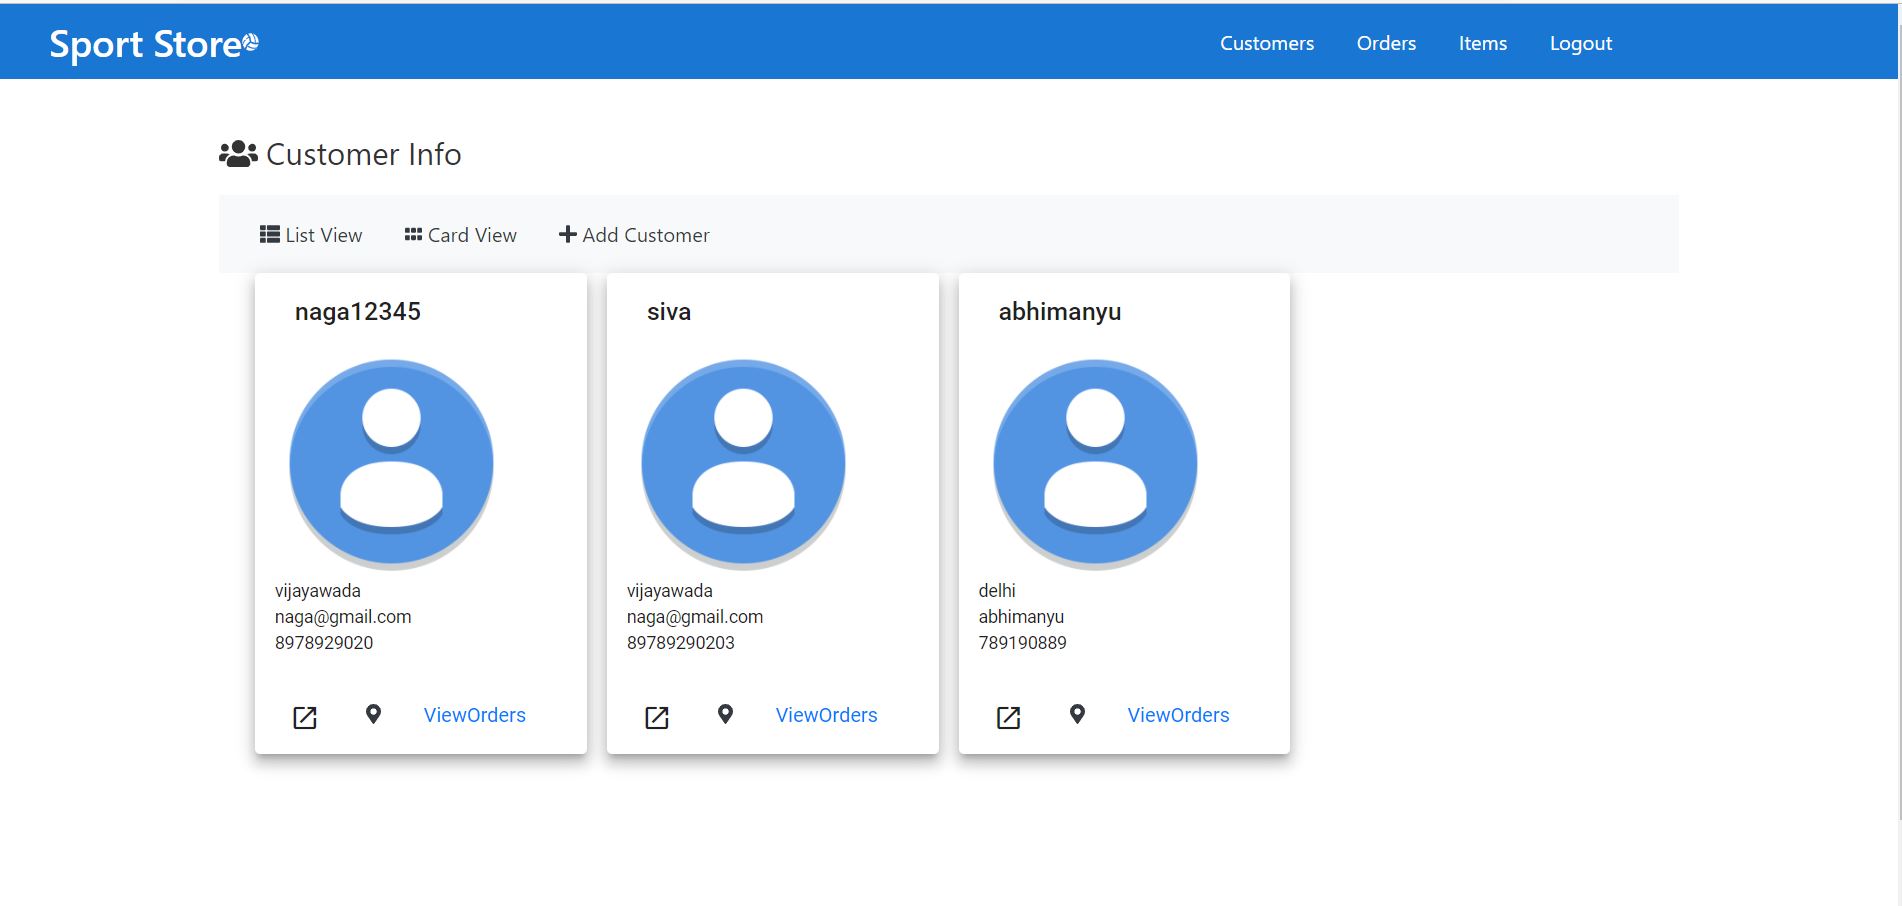 Sport Store
Customers Orders Items Logout
Customer Info
List View Card View Add Customer
naga12345
vijayawada
naga@gmail.com
8978929020
ViewOrders
siva
vijayawada
naga@gmail.com
89789290203
ViewOrders
abhimanyu
delhi
abhimanyu
789190889
ViewOrders